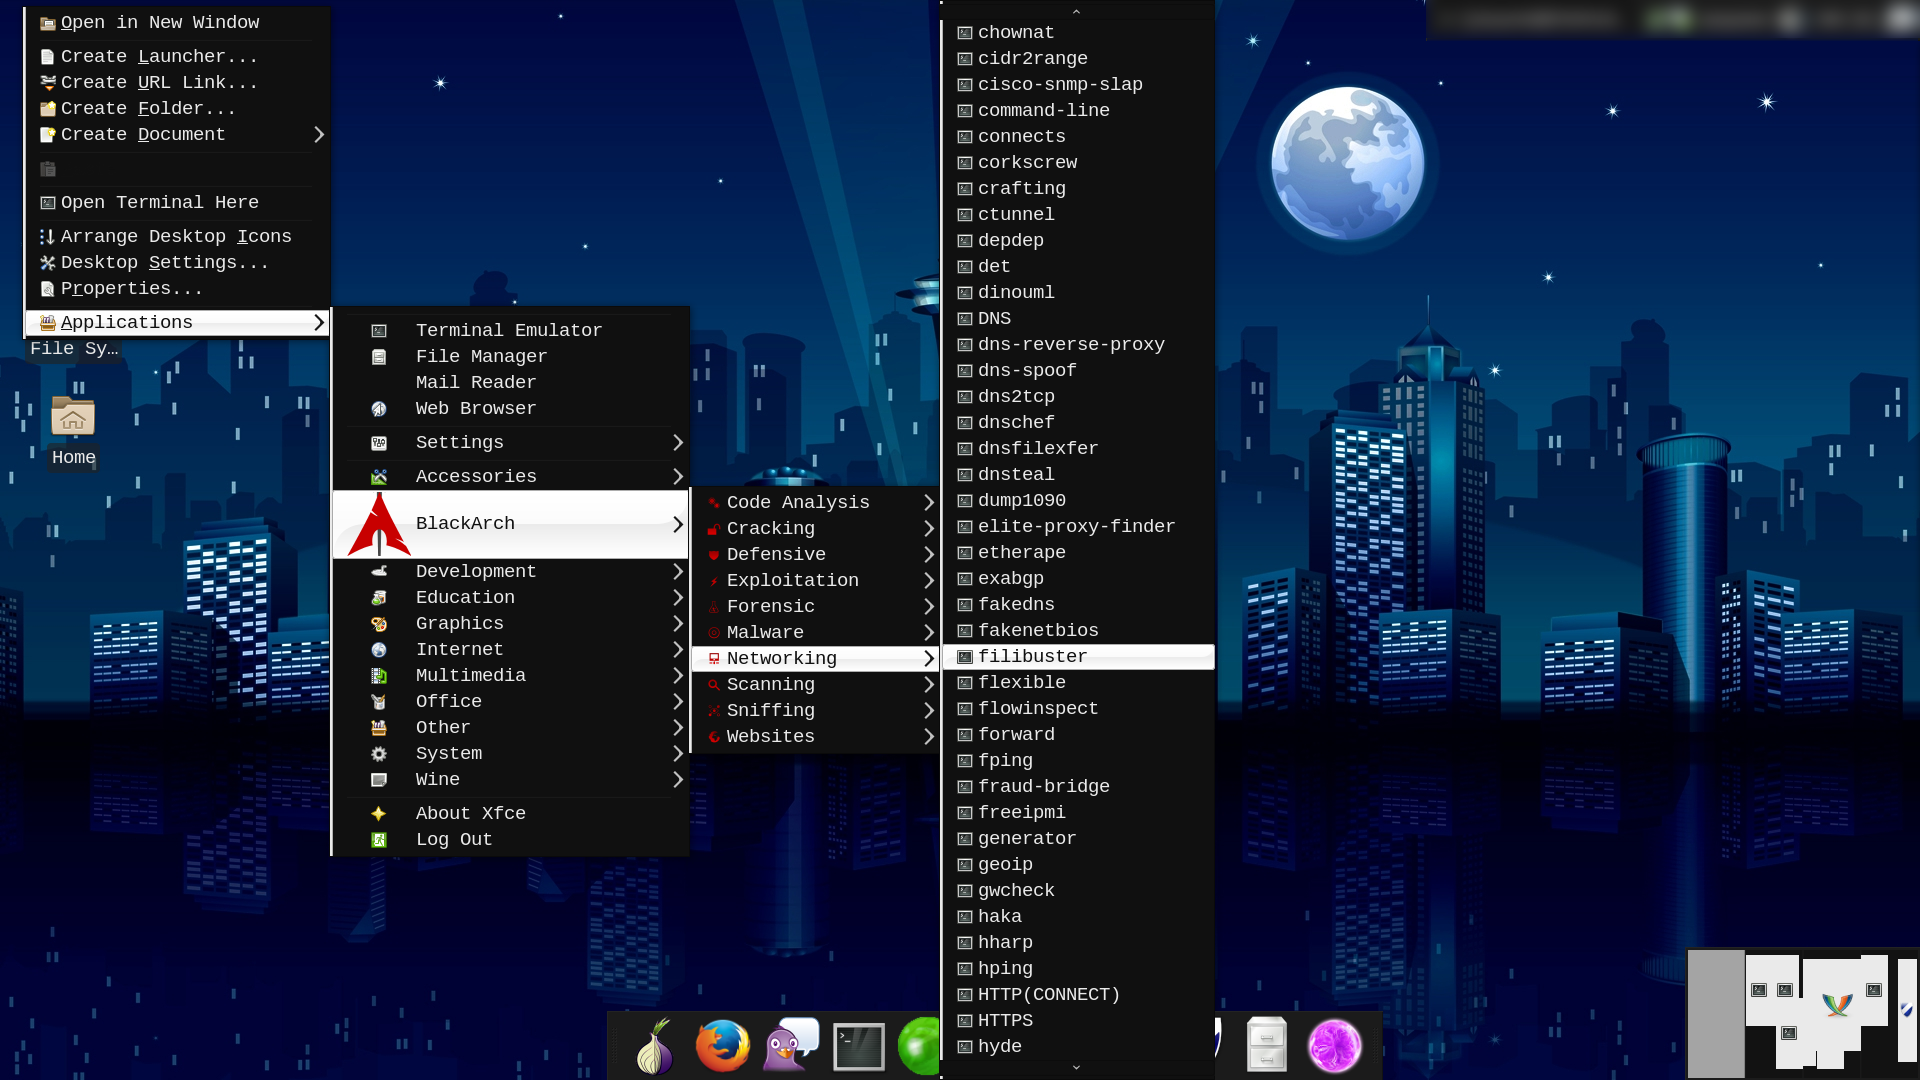 Open in New Window
Create Launcher...
Create URL Link...
Create Folder...
Create Document
Open Terminal Here
Arrange Desktop Icons
Desktop Settings...
Properties...
Applications
File Sy…
Home
Terminal Emulator
File Manager
Mail Reader
Web Browser
Settings
Accessories
BlackArch
Development
Education
Graphics
Internet
Multimedia
Office
Other
System
Wine
About Xfce
Log Out
Code Analysis
Cracking
Defensive
Exploitation
Forensic
Malware
Networking
Scanning
Sniffing
Websites
chownat
cidr2range
cisco-snmp-slap
command-line
connects
corkscrew
crafting
ctunnel
depdep
det
dinouml
DNS
dns-reverse-proxy
dns-spoof
dns2tcp
dnschef
dnsfilexfer
dnsteal
dump1090
elite-proxy-finder
etherape
exabgp
fakedns
fakenetbios
filibuster
flexible
flowinspect
forward
fping
fraud-bridge
freeipmi
generator
geoip
gwcheck
haka
hharp
hping
HTTP(CONNECT)
HTTPS
hyde